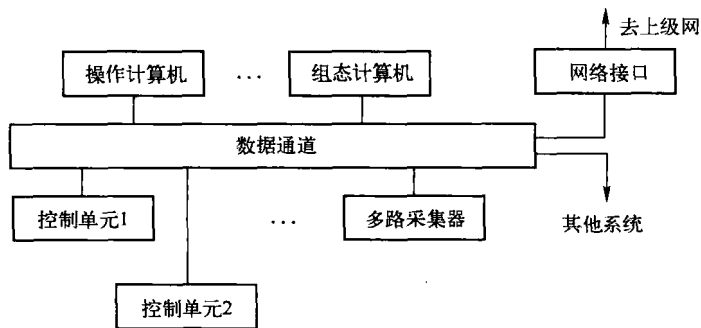 去上级网
操作计算机 … 组态计算机 网络接口
数据通道
控制单元1 … 多路采集器 其他系统
控制单元2